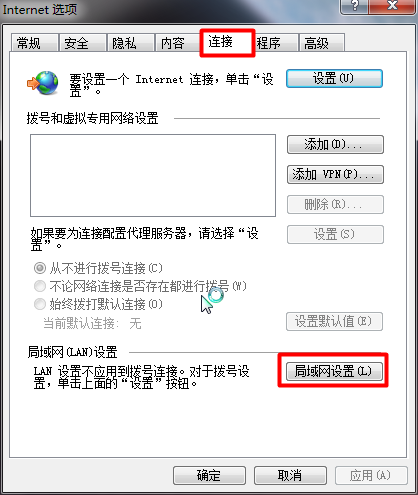 Internet 选项
常规
安全
隐私
内容
连接
程序
高级
要设置一个 Internet 连接，单击“设
置”。
设置(U)
拨号和虚拟专用网络设置
添加(D)...
添加 VPN(P)...
删除(R)...
如果要为连接配置代理服务器，请选择“设
置”。
设置(S)
从不进行拨号连接(C)
不论网络连接是否存在都进行拨号(W)
始终拨打默认连接(O)
当前默认连接: 无
设置默认值(E)
局域网(LAN)设置
LAN 设置不应用到拨号连接。对于拨号设
置，单击上面的“设置”按钮。
局域网设置(L)
确定
取消
应用(A)